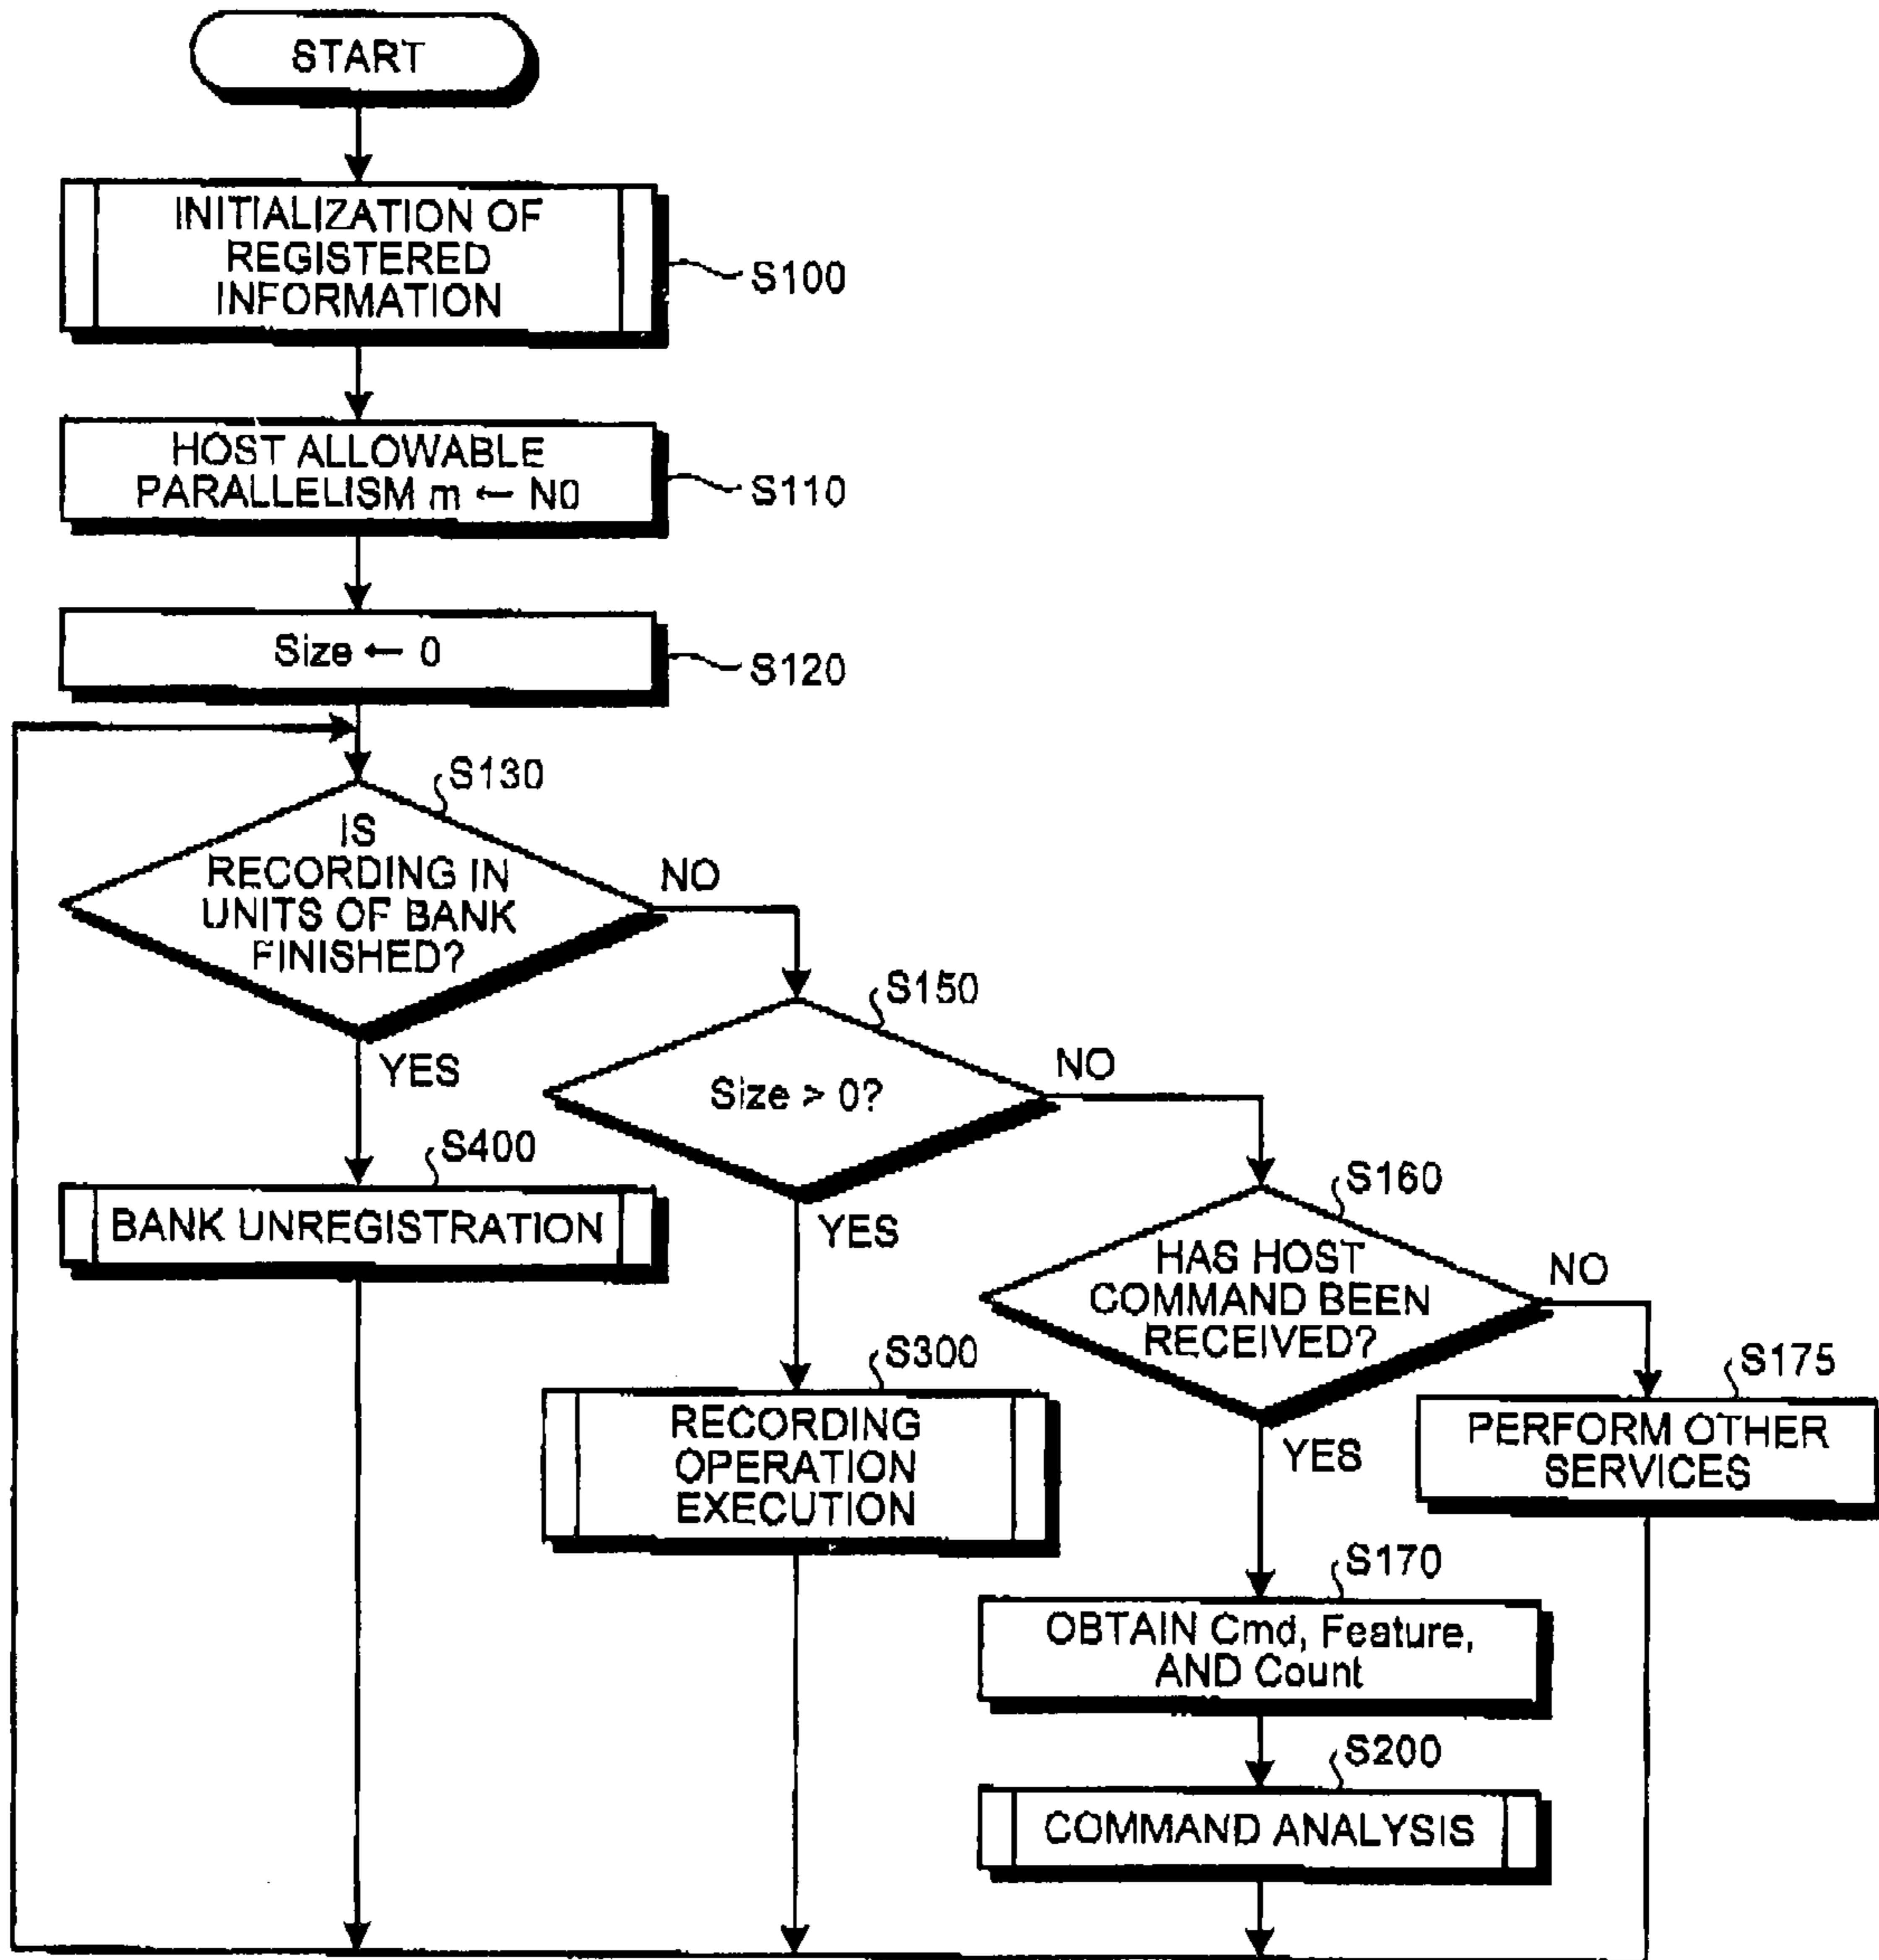 START
INITIALIZATION OF
REGISTERED
INFORMATION
S100
HOST ALLOWABLE
PARALLELISM m ← N0
S110
Size ← 0
S120
S130
IS
RECORDING IN
UNITS OF BANK
FINISHED?
NO
YES
S150
Size > 0?
NO
YES
S400
BANK UNREGISTRATION
S160
HAS HOST
COMMAND BEEN
RECEIVED?
NO
YES
S300
RECORDING
OPERATION
EXECUTION
S175
PERFORM OTHER
SERVICES
S170
OBTAIN Cmd, Feature,
AND Count
S200
COMMAND ANALYSIS